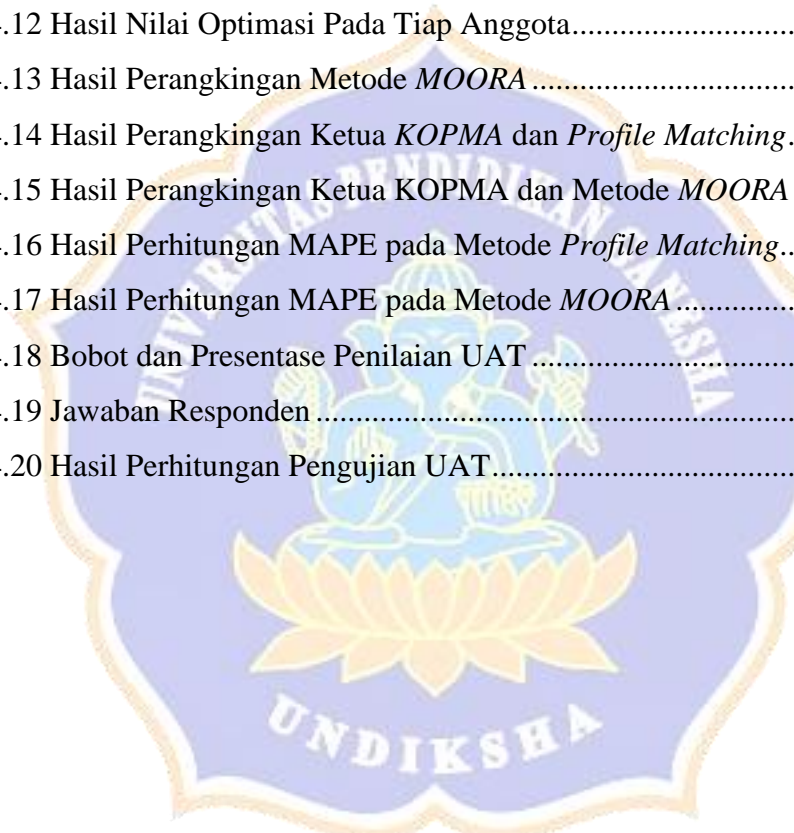 .12 Hasil Nilai Optimasi Pada Tiap Anggota..............................
.13 Hasil Perangkingan Metode MOORA...................................
.14 Hasil Perangkingan Ketua KOPMA dan Profile Matching.
.15 Hasil Perangkingan Ketua KOPMA dan Metode MOORA
.16 Hasil Perhitungan MAPE pada Metode Profile Matching..
.17 Hasil Perhitungan MAPE pada Metode MOORA...............
.18 Bobot dan Presentase Penilaian UAT...................................
.19 Jawaban Responden..............................................................
.20 Hasil Perhitungan Pengujian UAT........................................
UNIVERSITAS PENDIDIKAN GANESHA
UNDIKSHA